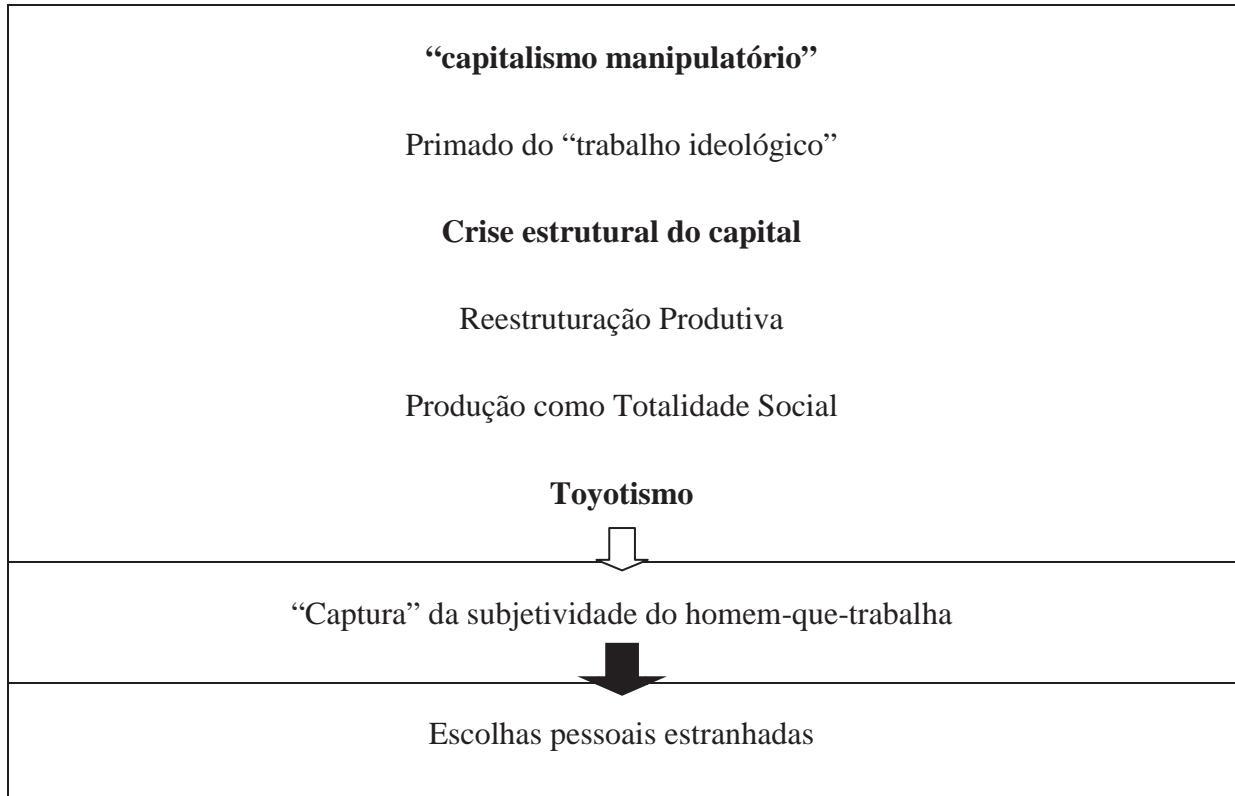 “capitalismo manipulatório”
Primado do “trabalho ideológico”
Crise estrutural do capital
Reestruturação Produtiva
Produção como Totalidade Social
Toyotismo
“Captura” da subjetividade do homem-que-trabalha
Escolhas pessoais estranhadas